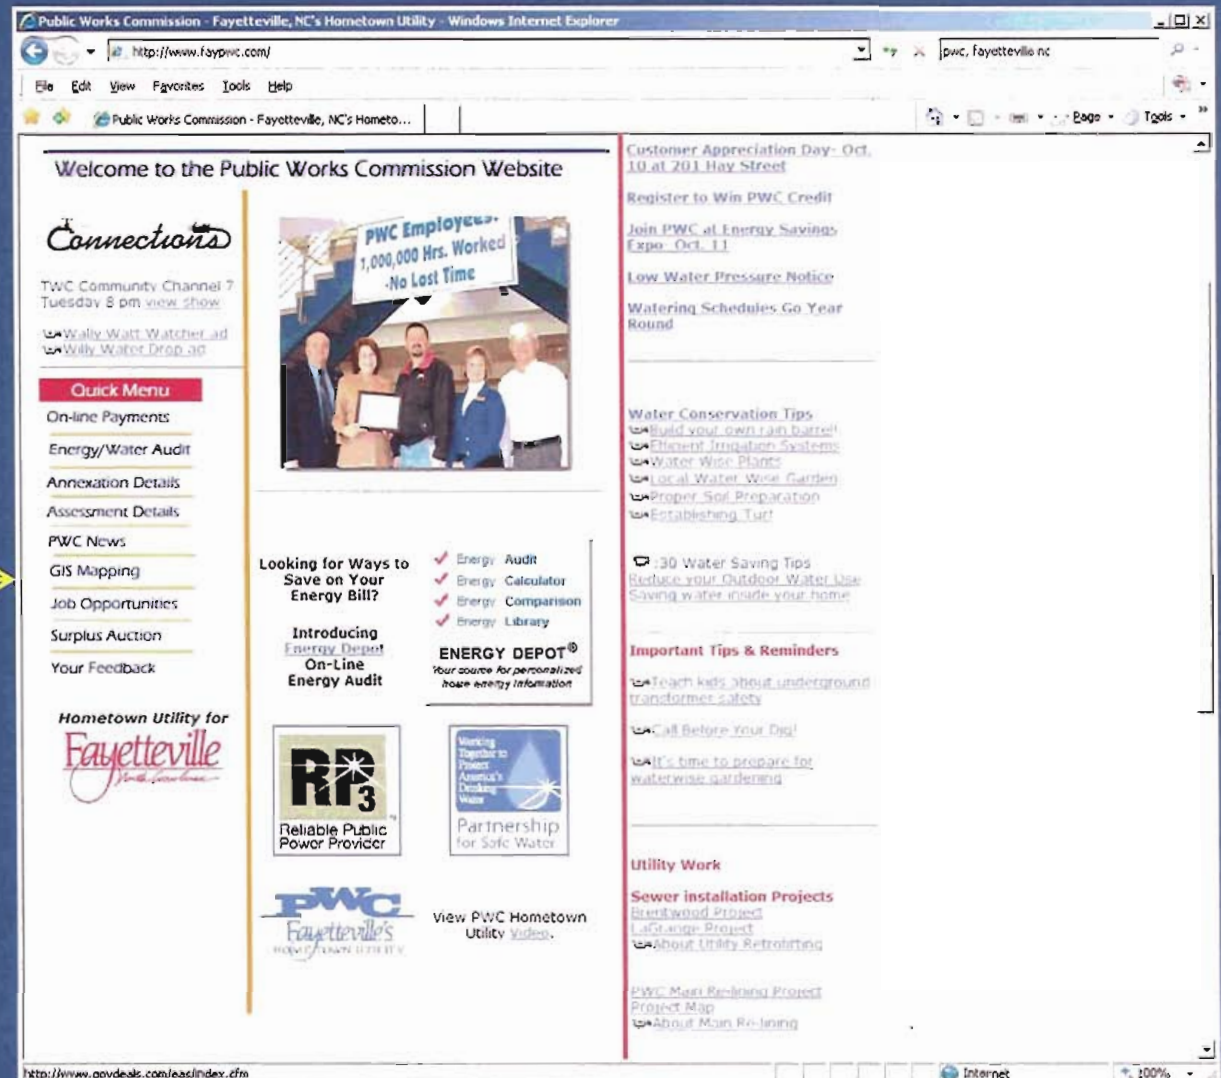 Public Works Commission - Fayetteville, NC's Hometown Utility - Windows Internet Explorer
http://www.faypwc.com/
pwc, fayetteville nc
File Edit View Favorites Tools Help
Public Works Commission - Fayetteville, NC's Hometo...
Page Tools
Welcome to the Public Works Commission Website
Connections
TWC Community Channel 7
Tuesday 8 pm view show
Wally Watt Watcher ad
Willy Water Drop ad
Quick Menu
On-line Payments
Energy/Water Audit
Annexation Details
Assessment Details
PWC News
GIS Mapping
Job Opportunities
Surplus Auction
Your Feedback
Hometown Utility for
Fayetteville
North Carolina
PWC Employees:
1,000,000 Hrs. Worked
-No Lost Time
Looking for Ways to
Save on Your
Energy Bill?
Introducing
Energy Depot
On-Line
Energy Audit
Energy Audit
Energy Calculator
Energy Comparison
Energy Library
ENERGY DEPOT®
Your source for personalized
home energy information
RP3
Reliable Public
Power Provider
Working
Together to
Protect
America's
Drinking
Water
Partnership
for Safe Water
PWC
Fayetteville's
HOMETOWN UTILITY
View PWC Hometown
Utility Video.
Customer Appreciation Day- Oct.
10 at 201 Hay Street
Register to Win PWC Credit
Join PWC at Energy Savings
Expo- Oct. 11
Low Water Pressure Notice
Watering Schedules Go Year
Round
Water Conservation Tips
Build your own rain barrel!
Efficient Irrigation Systems
Water Wise Plants
Local Water Wise Garden
Proper Soil Preparation
Establishing Turf
:30 Water Saving Tips
Reduce your Outdoor Water Use
Saving water inside your home
Important Tips & Reminders
Teach kids about underground
transformer safety
Call Before Your Dig!
It's time to prepare for
waterwise gardening
Utility Work
Sewer installation Projects
Brentwood Project
LaGrange Project
About Utility Retrofitting
PWC Main Re-lining Project
Project Map
About Main Re-lining
http://www.govdeals.com/eas/index.cfm
Internet
100%